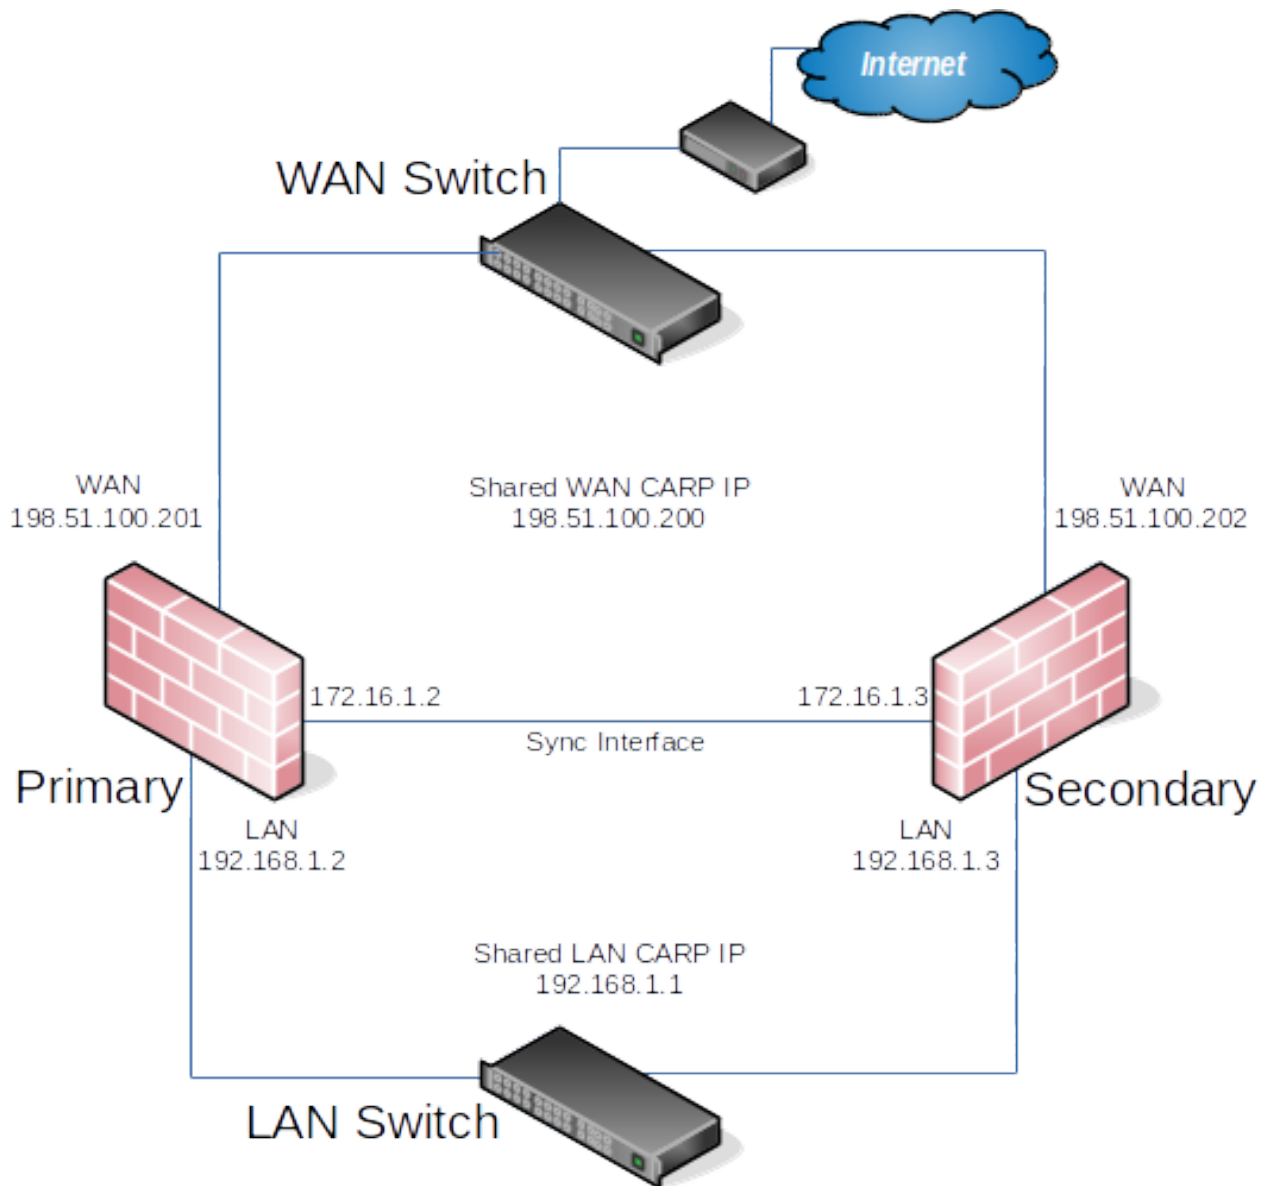 Internet
WAN Switch
WAN
198.51.100.201
Shared WAN CARP IP
198.51.100.200
WAN
198.51.100.202
172.16.1.2
172.16.1.3
Sync Interface
Primary
Secondary
LAN
192.168.1.2
LAN
192.168.1.3
Shared LAN CARP IP
192.168.1.1
LAN Switch